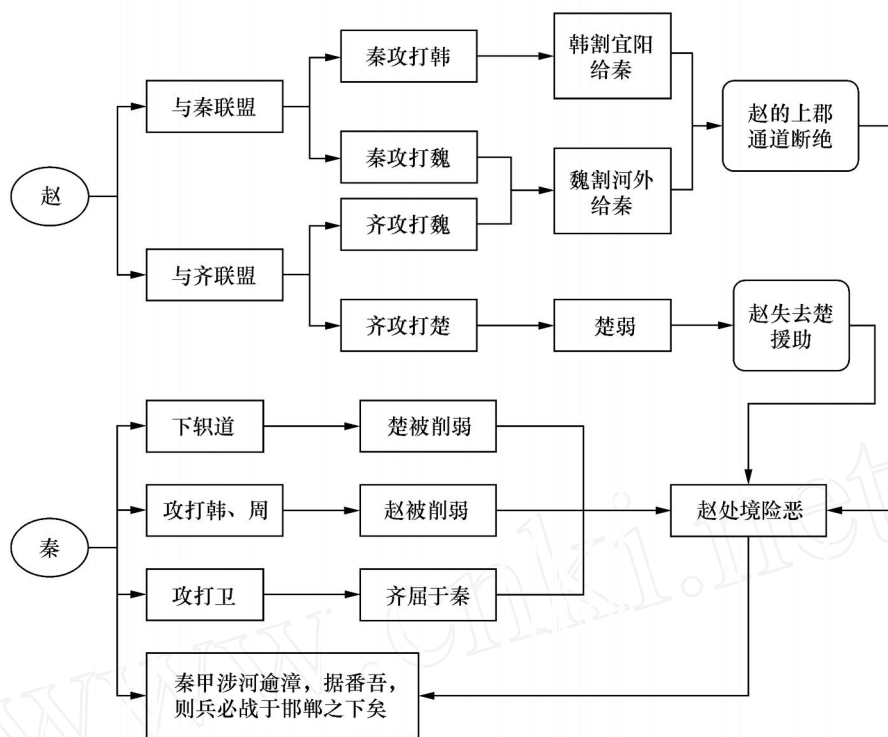 赵
与秦联盟
与齐联盟
秦攻打韩
秦攻打魏
齐攻打魏
齐攻打楚
韩割宜阳
给秦
魏割河外
给秦
楚弱
赵的上郡
通道断绝
赵失去楚
援助
秦
下轵道
攻打韩、周
攻打卫
楚被削弱
赵被削弱
齐屈于秦
赵处境险恶
秦甲涉河逾漳，据番吾，
则兵必战于邯郸之下矣
www.cnki.net